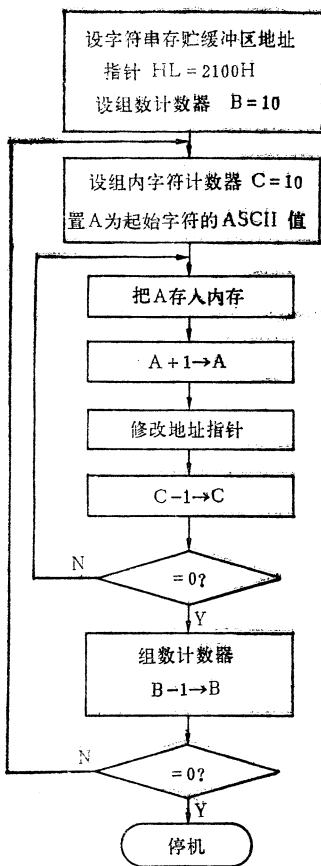 设字符串存贮缓冲区地址
指针 HL=2100H
设组数计数器 B=10
设组内字符计数器 C=10
置A为起始字符的ASCII值
把A存入内存
A+1→A
修改地址指针
C-1→C
N
=0?
Y
组数计数器
B-1→B
N
=0?
Y
停机